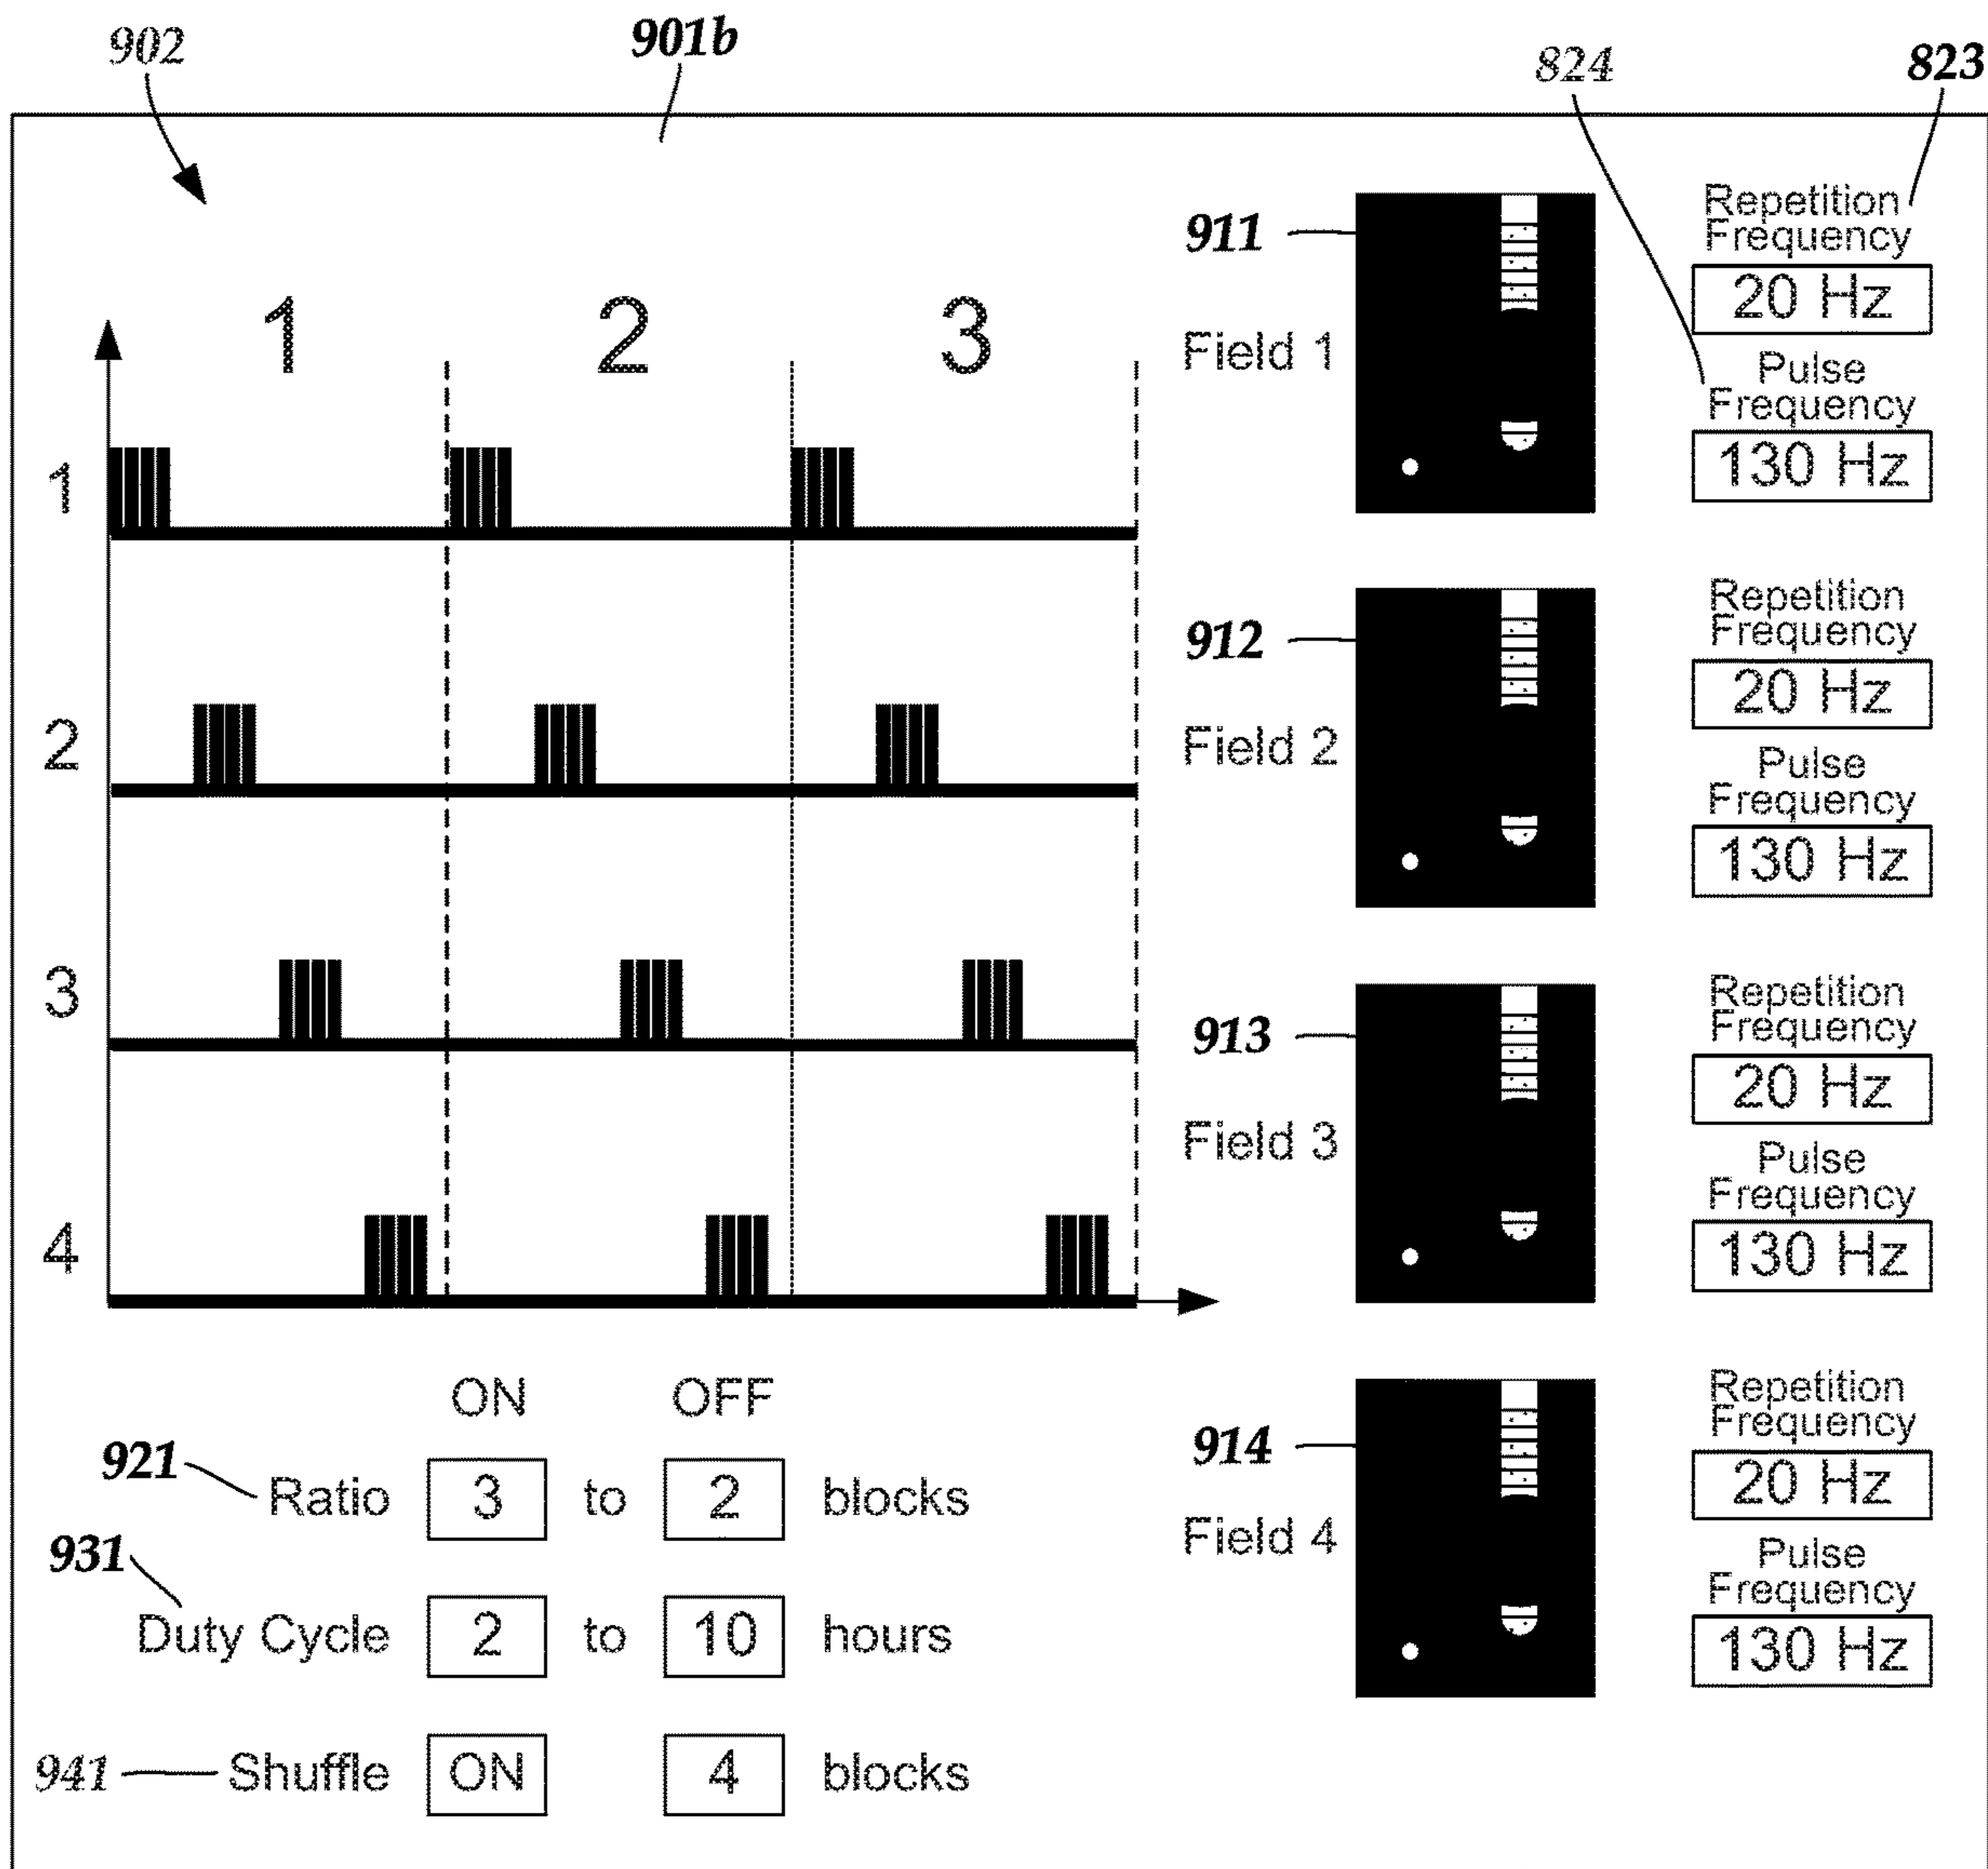 902
901b
824
823
1
2
3
1
2
3
4
911
Field 1
Repetition
Frequency
20 Hz
Pulse
Frequency
130 Hz
912
Field 2
Repetition
Frequency
20 Hz
Pulse
Frequency
130 Hz
913
Field 3
Repetition
Frequency
20 Hz
Pulse
Frequency
130 Hz
914
Field 4
Repetition
Frequency
20 Hz
Pulse
Frequency
130 Hz
ON OFF
921
Ratio 3 to 2 blocks
931
Duty Cycle 2 to 10 hours
941 Shuffle ON 4 blocks